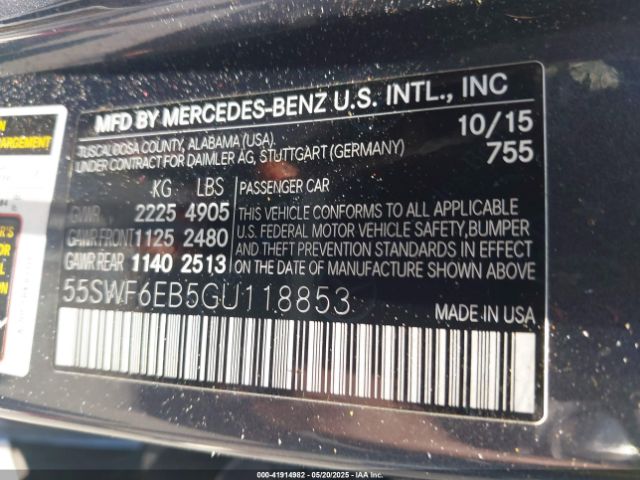 MFD BY MERCEDES-BENZ U.S. INTL., INC
TUSCALOOSA COUNTY, ALABAMA (USA) 10/15
UNDER CONTRACT FOR DAIMLER AG, STUTTGART (GERMANY) 755
KG LBS PASSENGER CAR
GVWR 2225 4905 THIS VEHICLE CONFORMS TO ALL APPLICABLE
GAWR FRONT 1125 2480 U.S. FEDERAL MOTOR VEHICLE SAFETY,BUMPER
AND THEFT PREVENTION STANDARDS IN EFFECT
GAWR REAR 1140 2513 ON THE DATE OF MANUFACTURE SHOWN ABOVE
55SWF6EB5GU118853 MADE IN USA
000-41914982 - 05/20/2025 - IAA Inc.